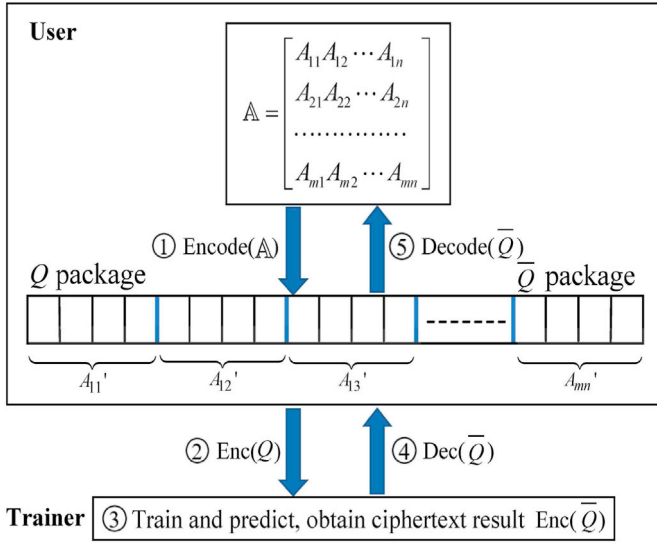 User
𝔸 =
A₁₁A₁₂ ⋯ A₁ₙ
A₂₁A₂₂ ⋯ A₂ₙ
……………
Aₘ₁Aₘ₂ ⋯ Aₘₙ
① Encode(𝔸)
⑤ Decode(Q̅)
Q package
Q̅ package
-------
A₁₁'
A₁₂'
A₁₃'
Aₘₙ'
② Enc(Q)
④ Dec(Q̅)
Trainer
③ Train and predict, obtain ciphertext result Enc(Q̅)